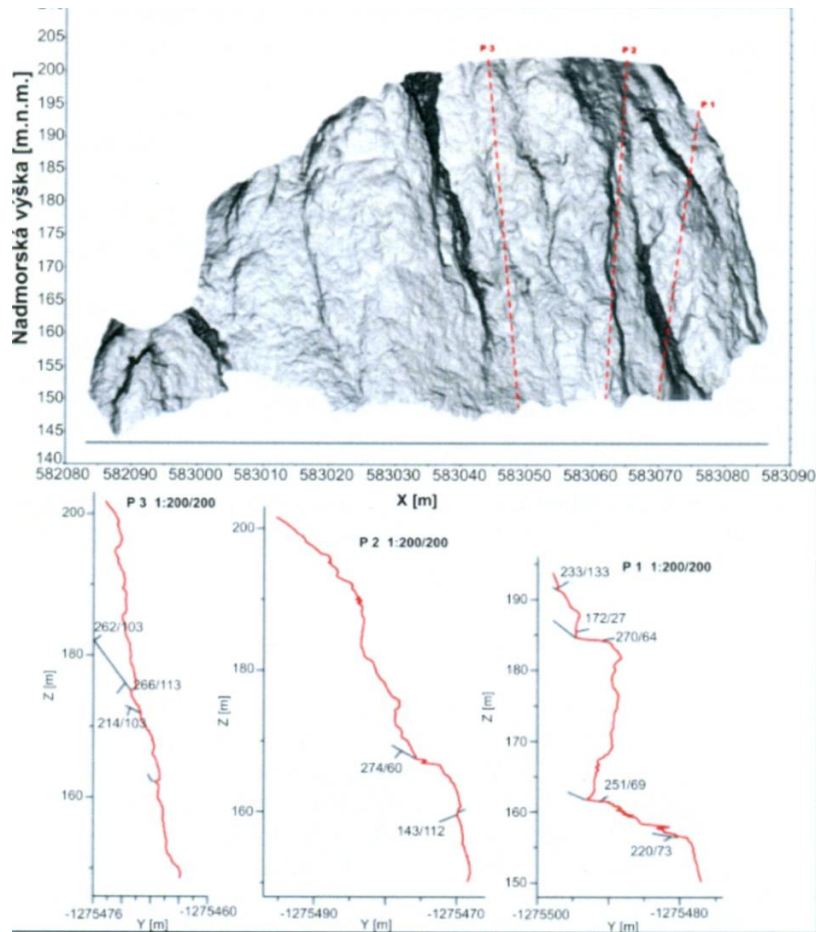 205
P 3
P 2
200
195
P 1
190
185
180
175
170
165
160
155
150
145
140
Nadmorská výška [m.n.m.]
582080 582090 583000 583010 583020 583030 583040 583050 583060 583070 583080 583090
X [m]
P 3 1:200/200
200
262/103
180
266/113
214/103
160
Z [m]
-1275476 -1275460
Y [m]
P 2 1:200/200
200
180
274/60
160
143/112
Z [m]
-1275490 -1275470
Y [m]
P 1 1:200/200
233/133
190
172/27
270/64
180
170
251/69
160
220/73
150
Z [m]
-1275500 -1275480
Y [m]